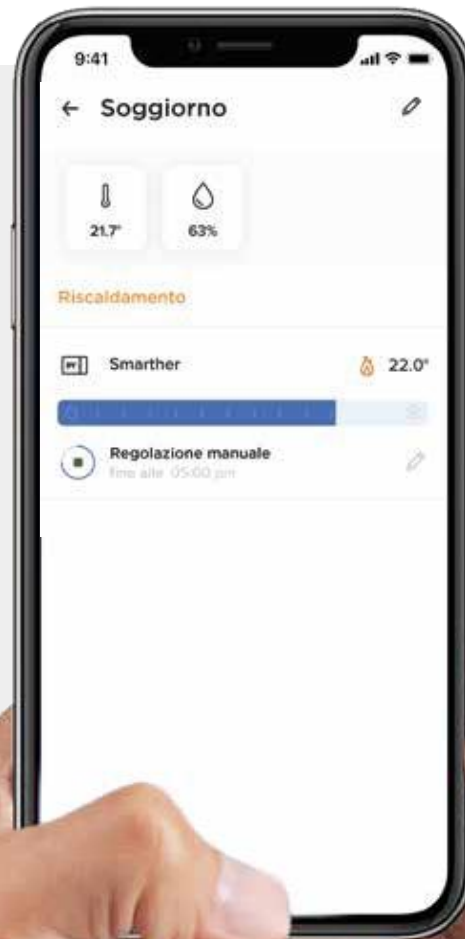 9:41
Soggiorno
21.7°
63%
Riscaldamento
Smarther
22.0°
Regolazione manuale
fino alle 05:00 pm